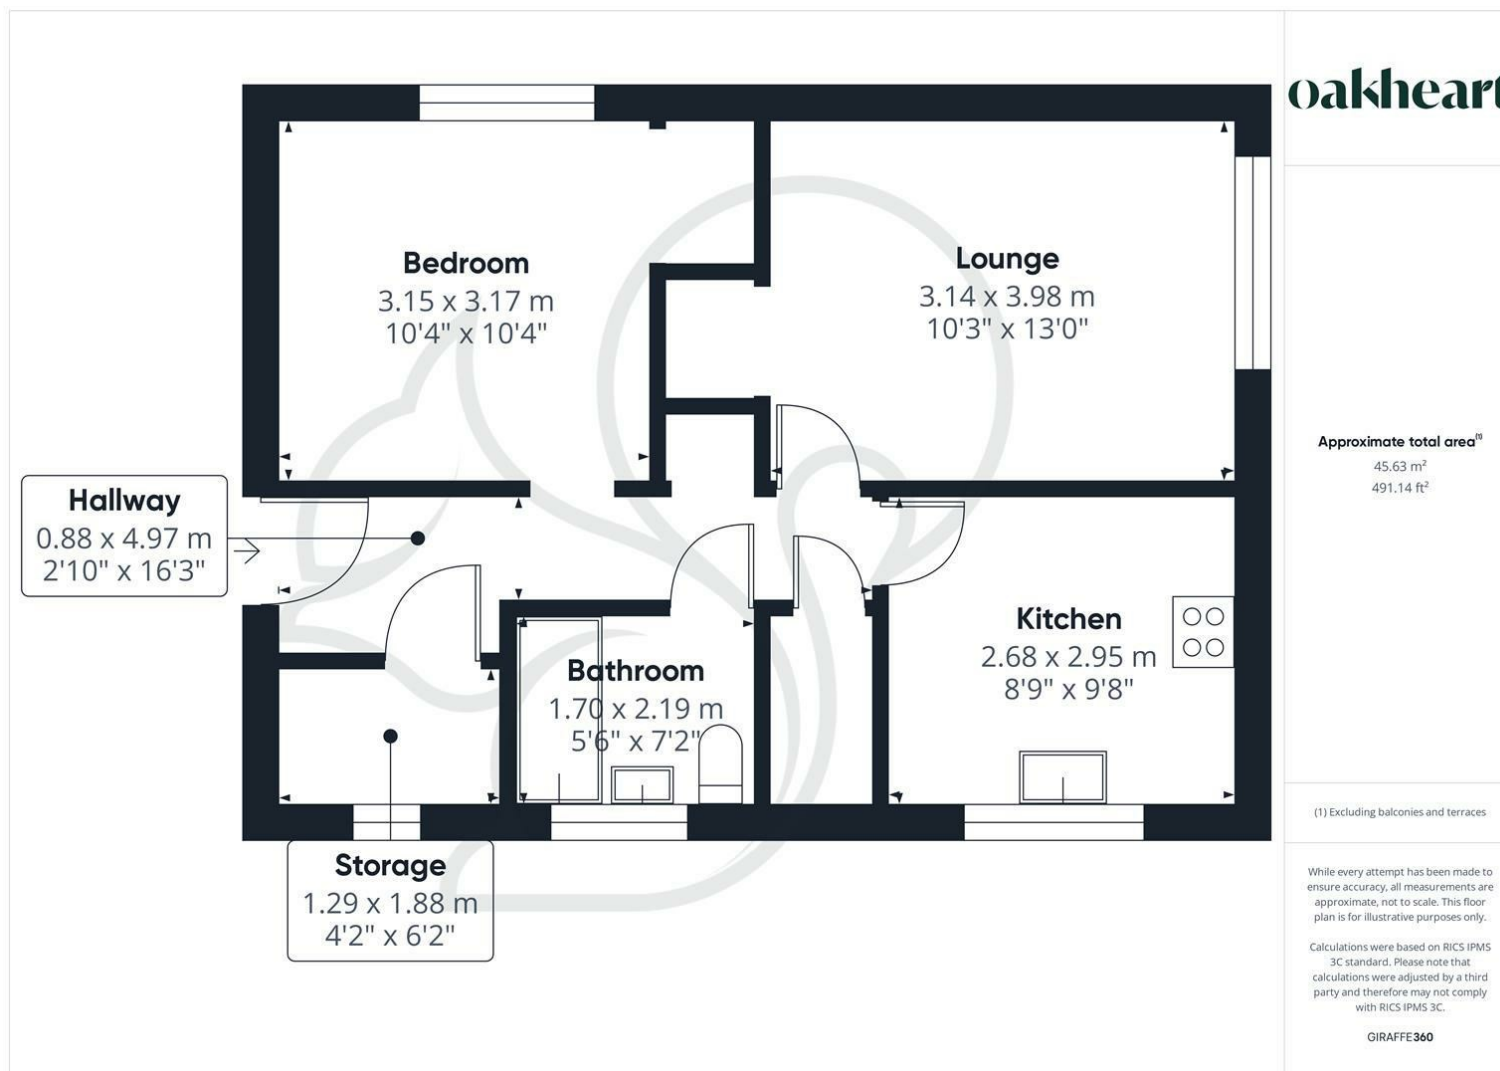 oakheart
Bedroom
3.15 x 3.17 m
10'4" x 10'4"
Lounge
3.14 x 3.98 m
10'3" x 13'0"
Hallway
0.88 x 4.97 m
2'10" x 16'3"
Bathroom
1.70 x 2.19 m
5'6" x 7'2"
Kitchen
2.68 x 2.95 m
8'9" x 9'8"
Storage
1.29 x 1.88 m
4'2" x 6'2"
Approximate total area(1)
45.63 m²
491.14 ft²
(1) Excluding balconies and terraces
While every attempt has been made to
ensure accuracy, all measurements are
approximate, not to scale. This floor
plan is for illustrative purposes only.
Calculations were based on RICS IPMS
3C standard. Please note that
calculations were adjusted by a third
party and therefore may not comply
with RICS IPMS 3C.
GIRAFFE360